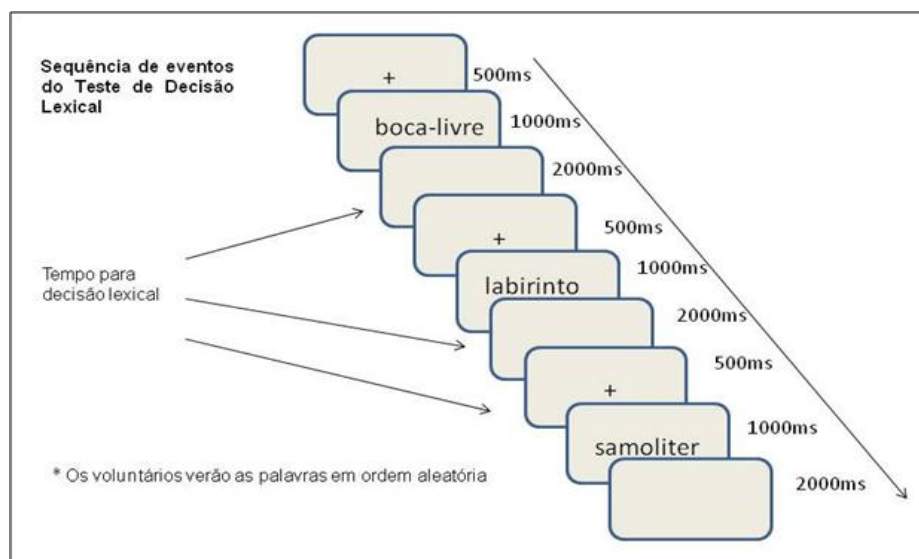 Sequência de eventos
do Teste de Decisão
Lexical
+
500ms
boca-livre
1000ms
2000ms
+
500ms
labirinto
1000ms
2000ms
Tempo para
decisão lexical
+
500ms
samoliter
1000ms
2000ms
* Os voluntários verão as palavras em ordem aleatória